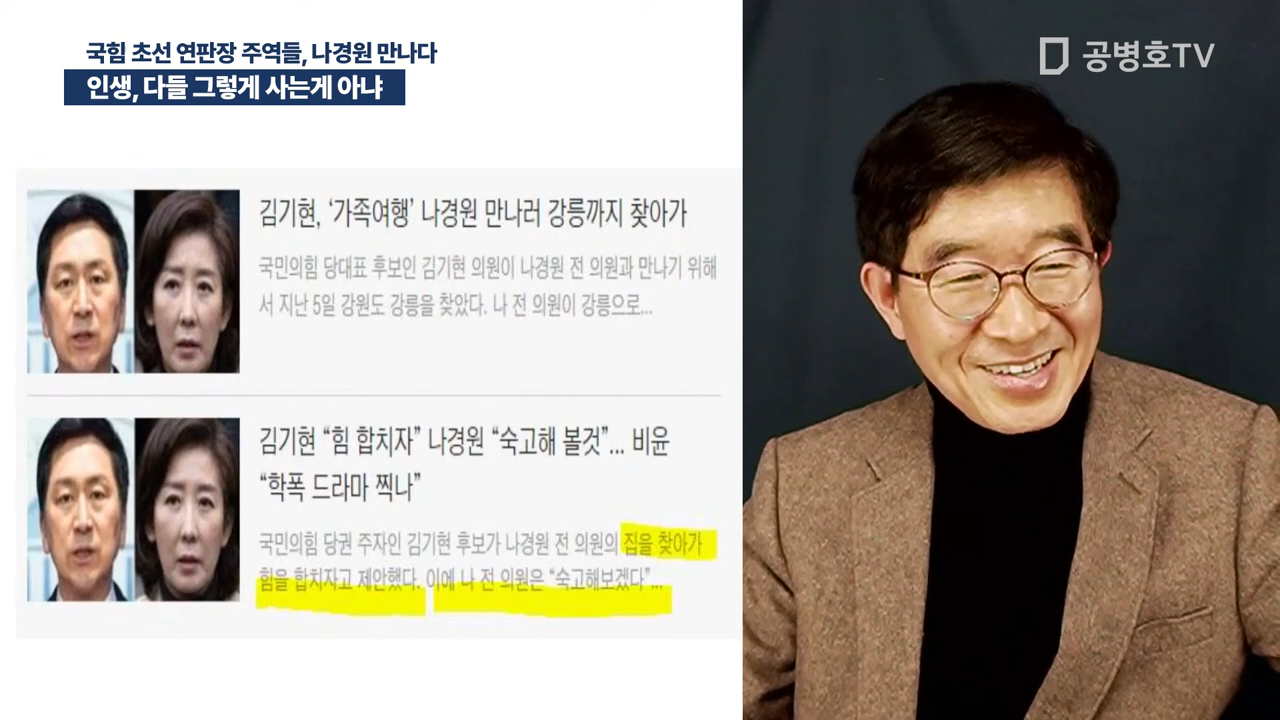 국힘 초선 연판장 주역들, 나경원 만나다
인생, 다들 그렇게 사는게 아냐
공병호TV
김기현, ‘가족여행’ 나경원 만나러 강릉까지 찾아가
국민의힘 당대표 후보인 김기현 의원이 나경원 전 의원과 만나기 위해
서 지난 5일 강원도 강릉을 찾았다. 나 전 의원이 강릉으로...
김기현 “힘 합치자” 나경원 “숙고해 볼것”... 비윤
“학폭 드라마 찍나”
국민의힘 당권 주자인 김기현 후보가 나경원 전 의원의 집을 찾아가
힘을 합치자고 제안했다. 이에 나 전 의원은 “숙고해보겠다”...